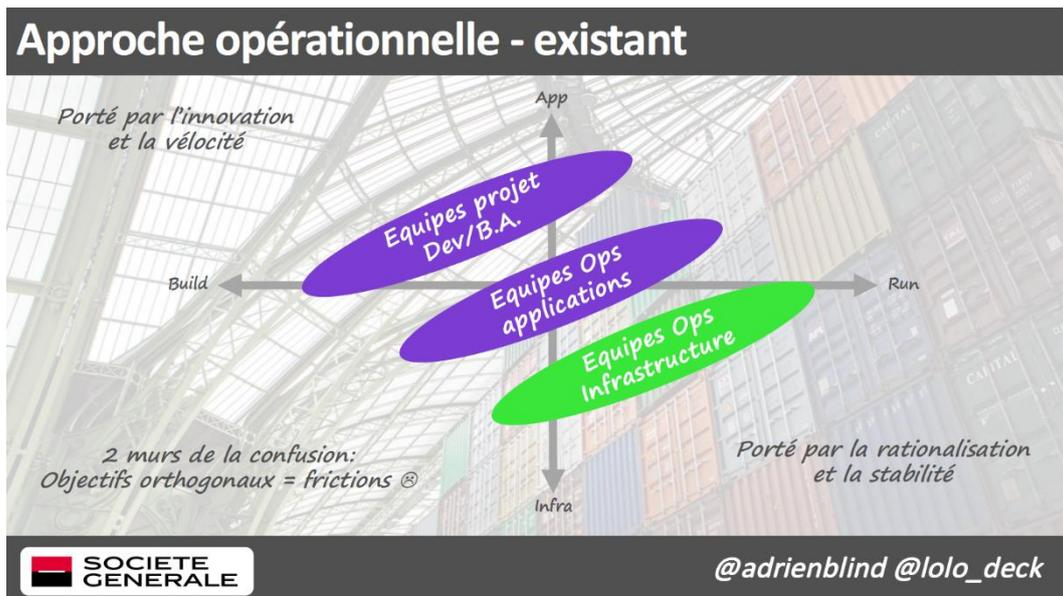 Approche opérationnelle - existant
Porté par l'innovation
et la vélocité
App
Equipes projet
Dev/B.A.
Build
Equipes Ops
applications
Run
Equipes Ops
Infrastructure
2 murs de la confusion:
Objectifs orthogonaux = frictions ☹
Porté par la rationalisation
et la stabilité
Infra
CAPITAL
SOCIETE
GENERALE
@adrienblind @lolo_deck